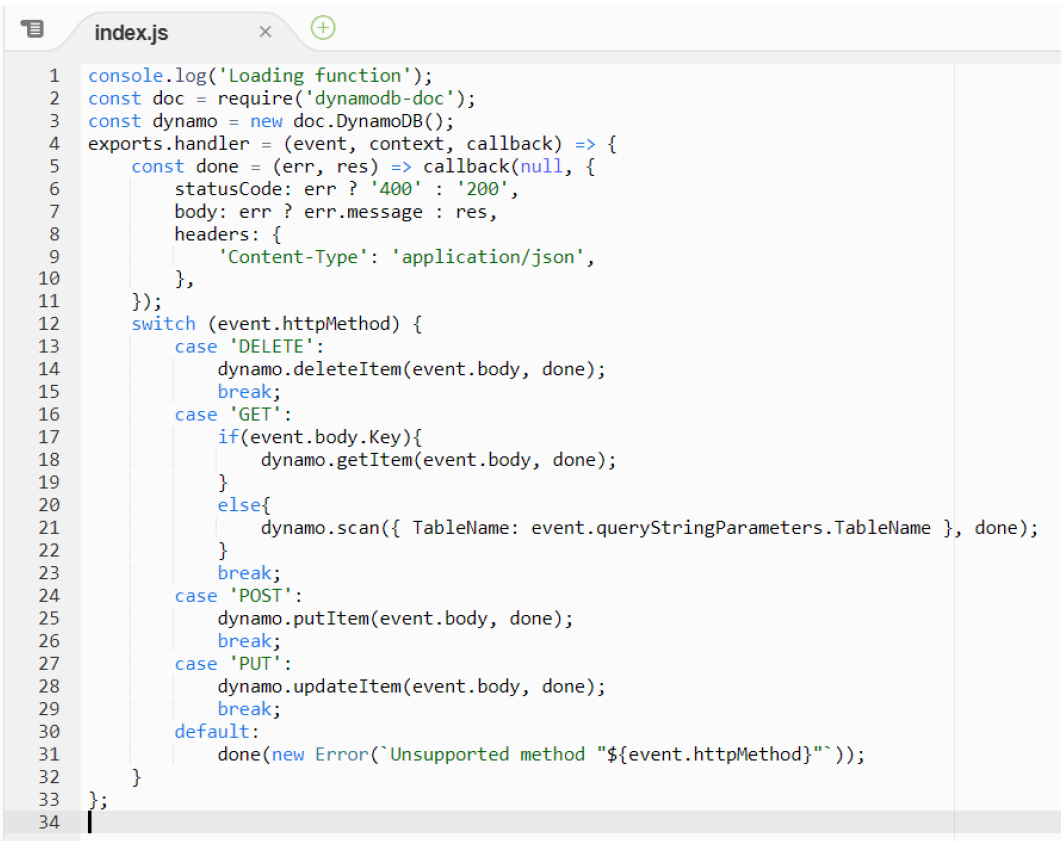 index.js
1 console.log('Loading function');
2 const doc = require('dynamodb-doc');
3 const dynamo = new doc.DynamoDB();
4 exports.handler = (event, context, callback) => {
5     const done = (err, res) => callback(null, {
6         statusCode: err ? '400' : '200',
7         body: err ? err.message : res,
8         headers: {
9             'Content-Type': 'application/json',
10         },
11     });
12     switch (event.httpMethod) {
13         case 'DELETE':
14             dynamo.deleteItem(event.body, done);
15             break;
16         case 'GET':
17             if(event.body.Key){
18                 dynamo.getItem(event.body, done);
19             }
20             else{
21                 dynamo.scan({ TableName: event.queryStringParameters.TableName }, done);
22             }
23             break;
24         case 'POST':
25             dynamo.putItem(event.body, done);
26             break;
27         case 'PUT':
28             dynamo.updateItem(event.body, done);
29             break;
30         default:
31             done(new Error(`Unsupported method "${event.httpMethod}"`));
32     }
33 };
34